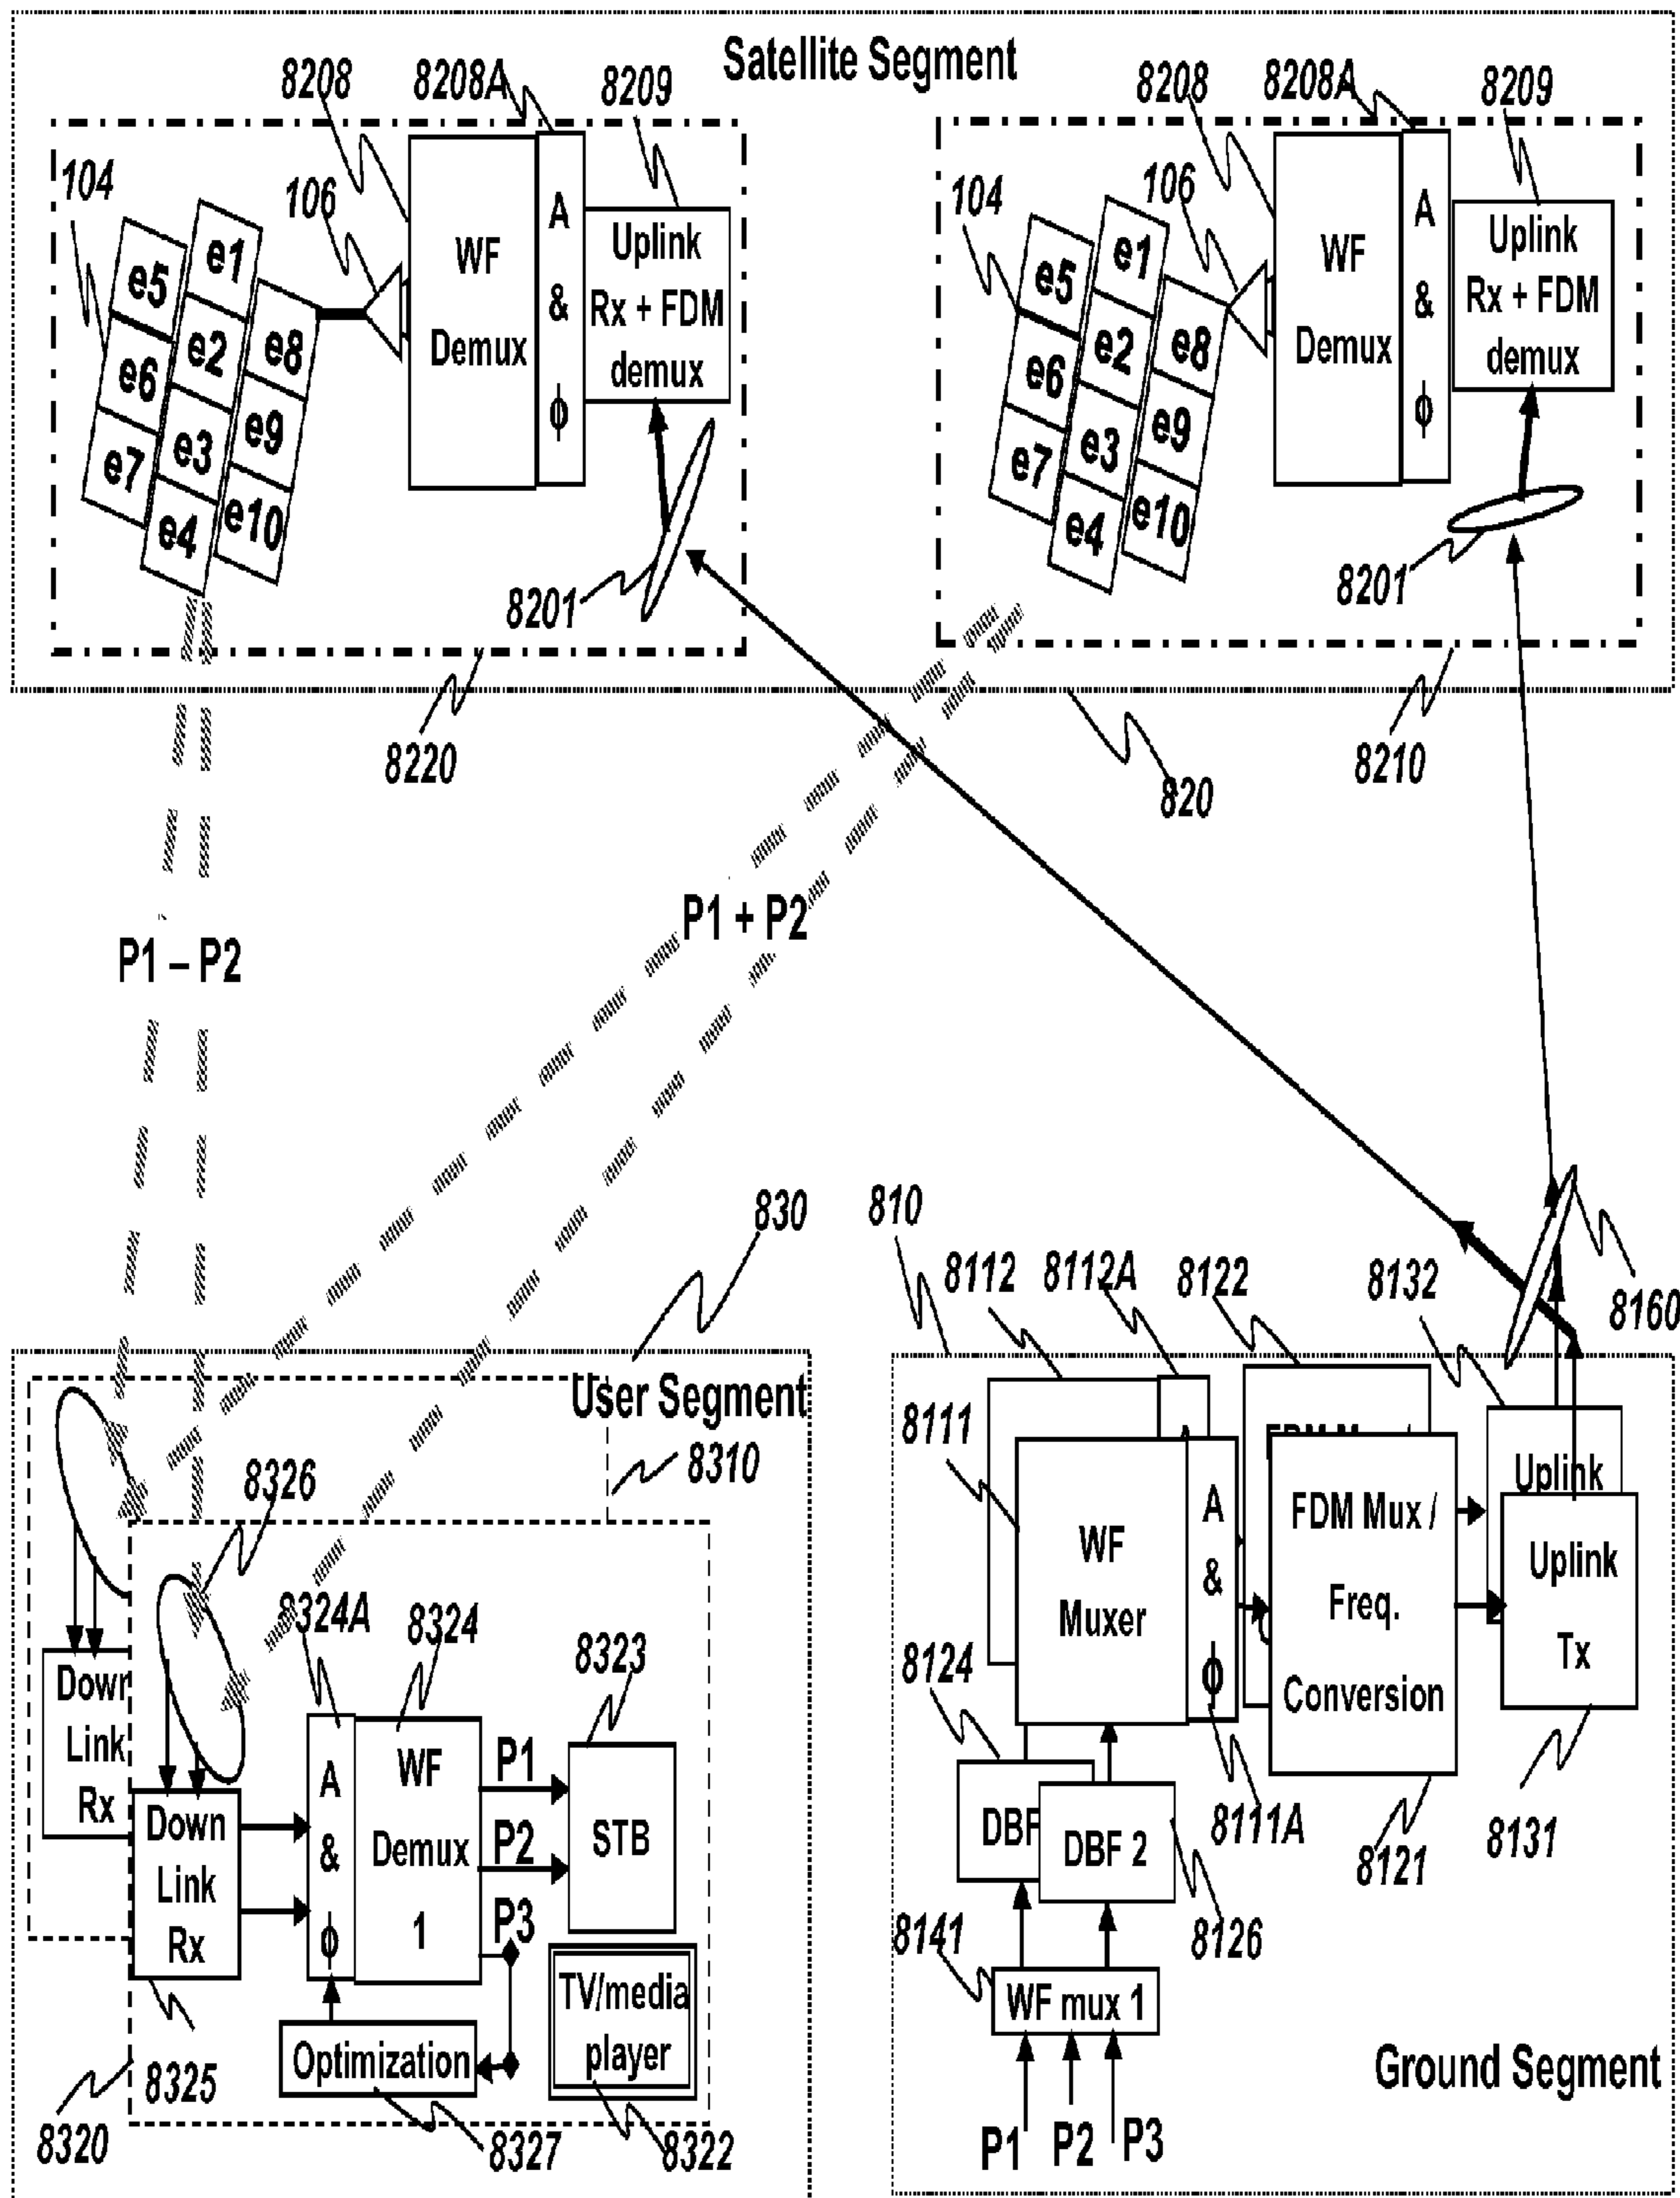 Satellite Segment
8208
8208A
8209
104
106
WF
Demux
A
&
ϕ
Uplink
Rx + FDM
demux
e5
e1
e6
e2
e8
e7
e3
e9
e4
e10
8201
8220
8208
8208A
8209
104
106
WF
Demux
A
&
ϕ
Uplink
Rx + FDM
demux
e5
e1
e6
e2
e8
e7
e3
e9
e4
e10
8201
820
8210
P1 – P2
P1 + P2
830
User Segment
8310
8326
8324A
8324
8323
Down
Link
Rx
Down
Link
Rx
A
&
ϕ
WF
Demux
1
P1
P2
P3
STB
Optimization
TV/media
player
8320
8325
8327
8322
810
8112
8112A
8122
8132
8160
8111
WF
Muxer
A
&
ϕ
FDM Mux /
Freq.
Conversion
Uplink
Uplink
Tx
8124
DBF
DBF 2
8111A
8121
8131
8141
8126
WF mux 1
P1
P2
P3
Ground Segment